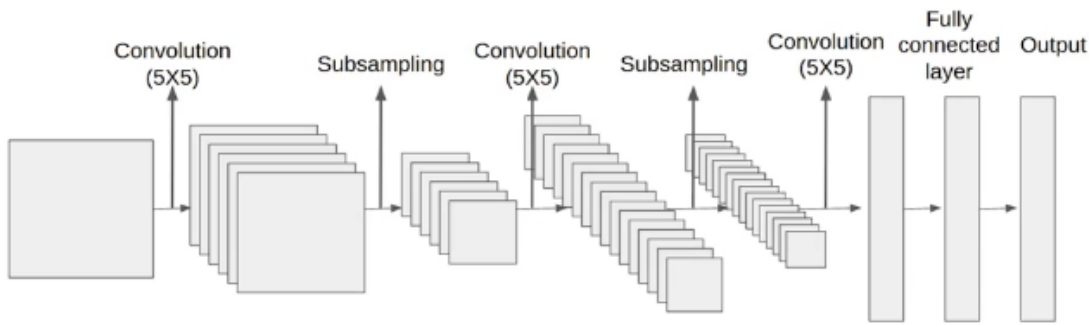 Convolution
(5X5)
Subsampling
Convolution
(5X5)
Subsampling
Convolution
(5X5)
Fully
connected
layer
Output